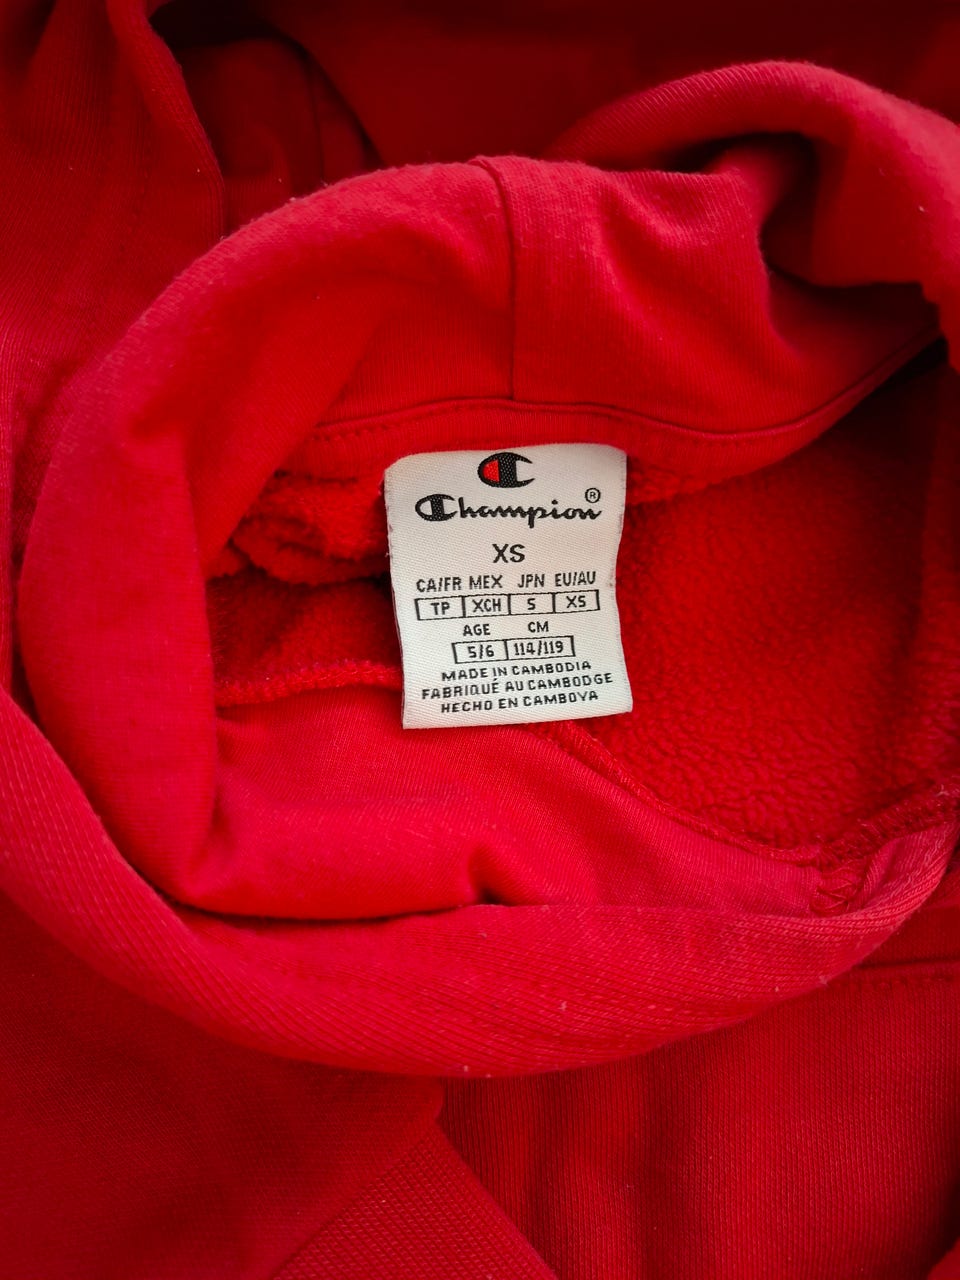 Champion®
XS
CA/FR MEX JPN EU/AU
TP XCH S XS
AGE CM
5/6 114/119
MADE IN CAMBODIA
FABRIQUÉ AU CAMBODGE
HECHO EN CAMBOYA